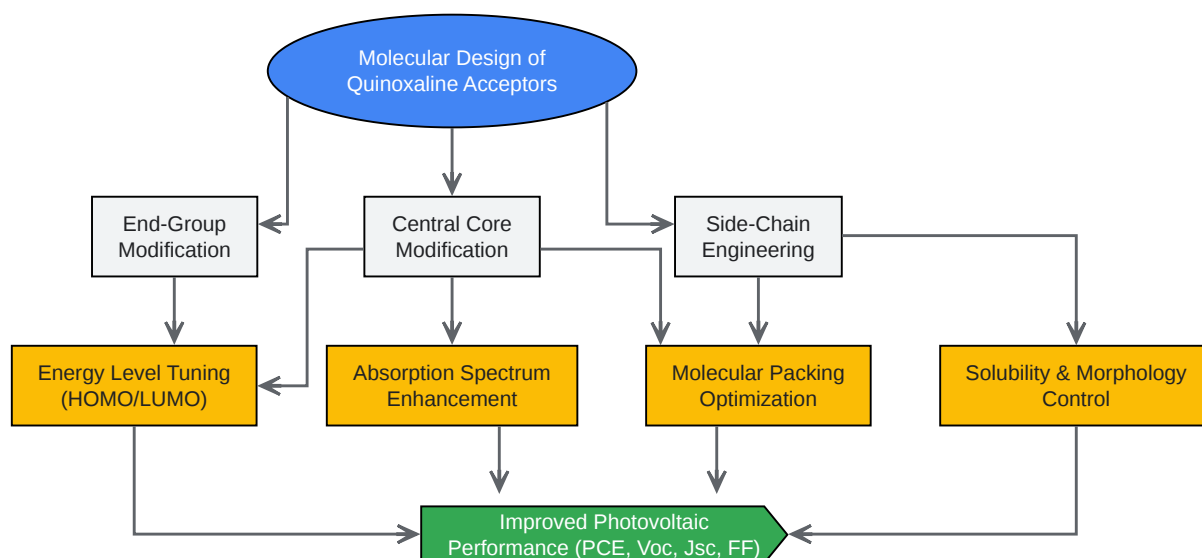 Molecular Design of
Quinoxaline Acceptors
End-Group
Modification
Central Core
Modification
Side-Chain
Engineering
Energy Level Tuning
(HOMO/LUMO)
Absorption Spectrum
Enhancement
Molecular Packing
Optimization
Solubility & Morphology
Control
Improved Photovoltaic
Performance (PCE, Voc, Jsc, FF)